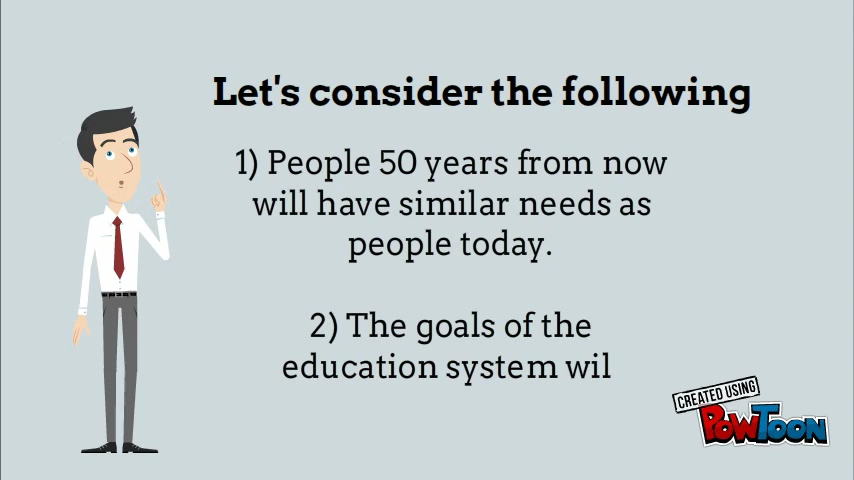 Let's consider the following
1) People 50 years from now
will have similar needs as
people today.
2) The goals of the
education system wil
CREATED USING
POWTOON